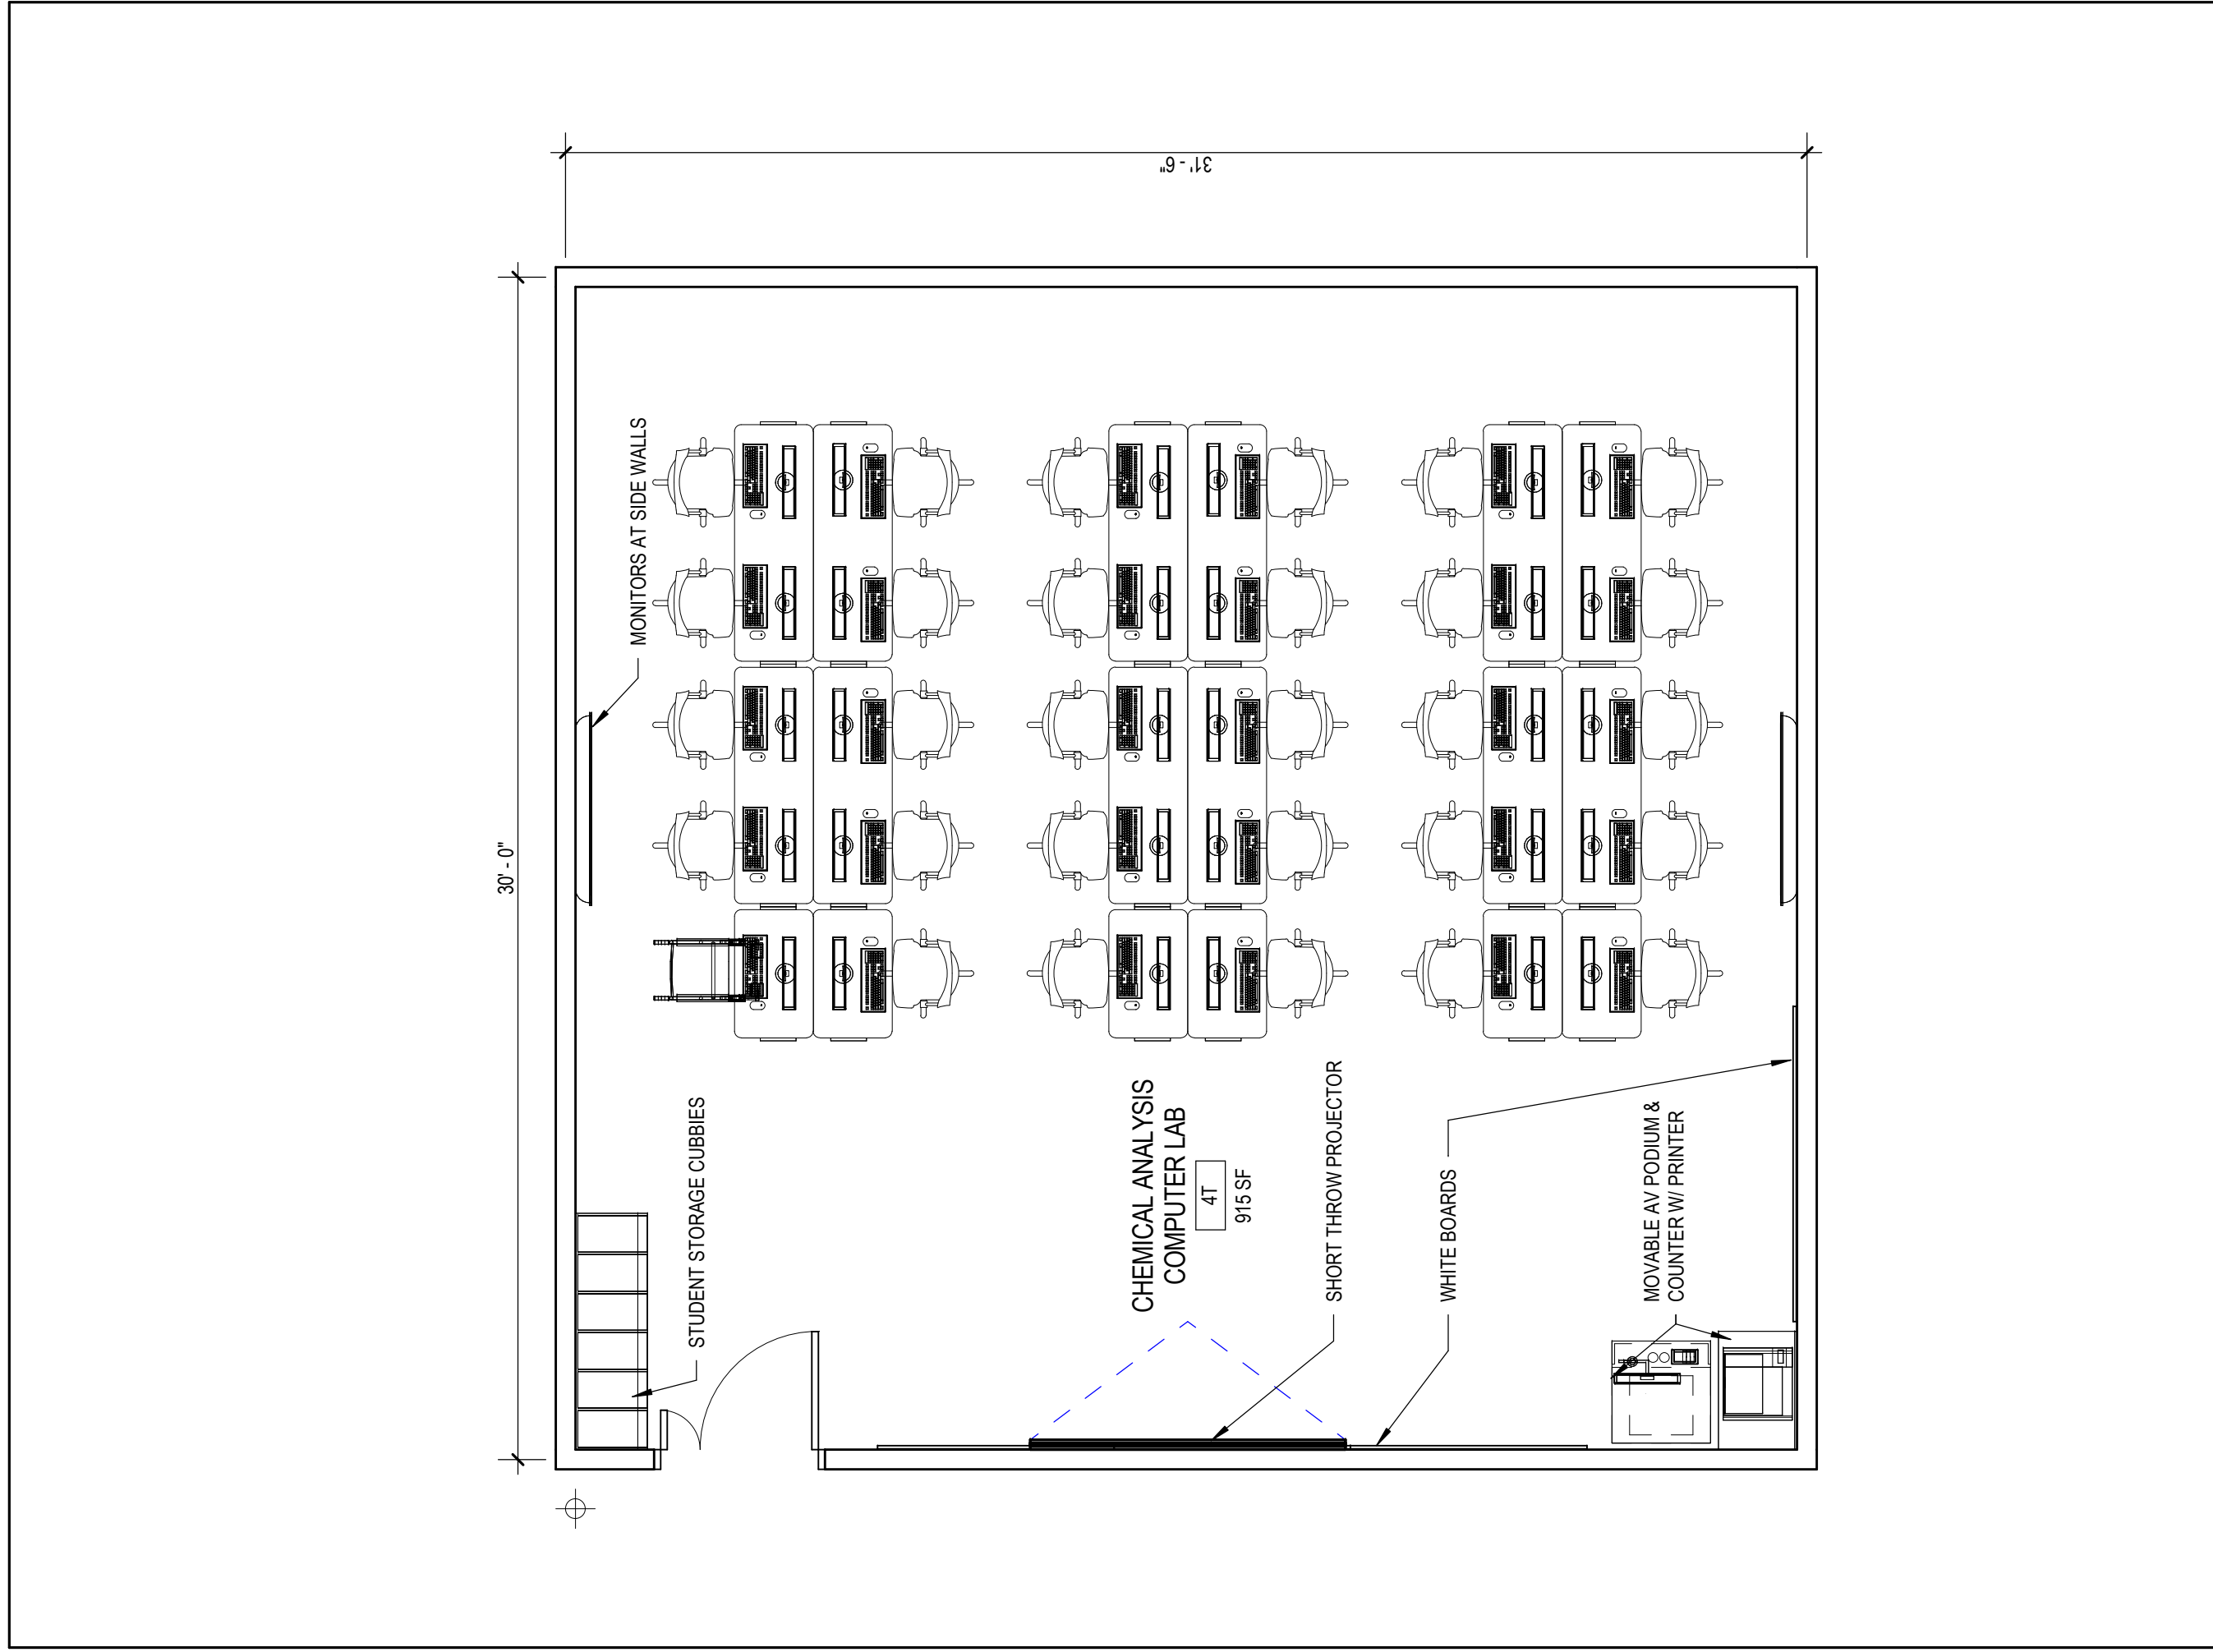 31' - 6"
30' - 0"
MONITORS AT SIDE WALLS
STUDENT STORAGE CUBBIES
CHEMICAL ANALYSIS
COMPUTER LAB
4T
915 SF
SHORT THROW PROJECTOR
WHITE BOARDS
MOVABLE AV PODIUM &
COUNTER W/ PRINTER